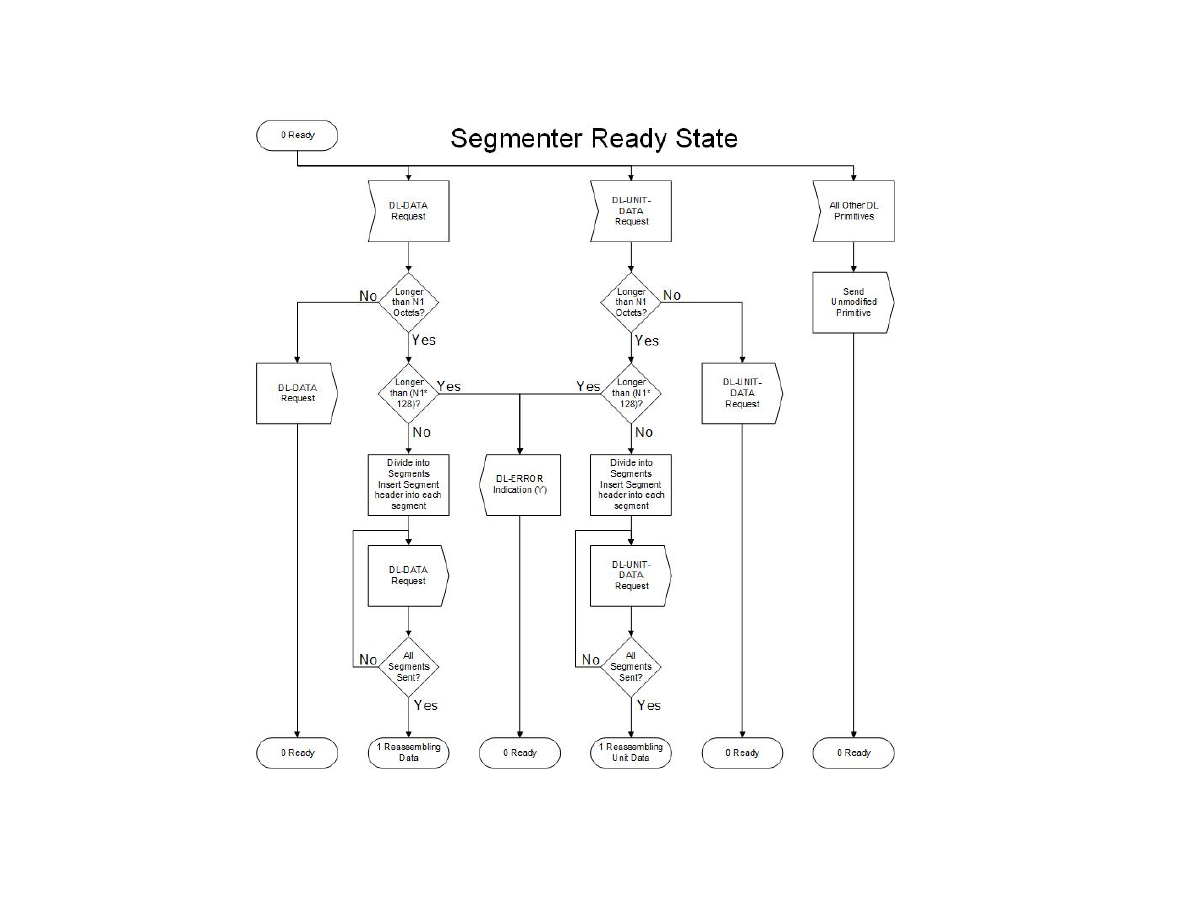 0 Ready
Segmenter Ready State
DL-DATA
Request
DL-UNIT-
DATA
Request
All Other DL
Primitives
Longer
than N1
Octets?
No
Yes
Longer
than N1
Octets?
No
Yes
Send
Unmodified
Primitive
DL-DATA
Request
Longer
than (N1*
128)?
Yes
No
Longer
than (N1*
128)?
Yes
No
DL-UNIT-
DATA
Request
Divide into
Segments
Insert Segment
header into each
segment
DL-ERROR
Indication (Y)
Divide into
Segments
Insert Segment
header into each
segment
DL-DATA
Request
DL-UNIT-
DATA
Request
All
Segments
Sent?
No
Yes
All
Segments
Sent?
No
Yes
0 Ready
1 Reassembling
Data
0 Ready
1 Reassembling
Unit Data
0 Ready
0 Ready